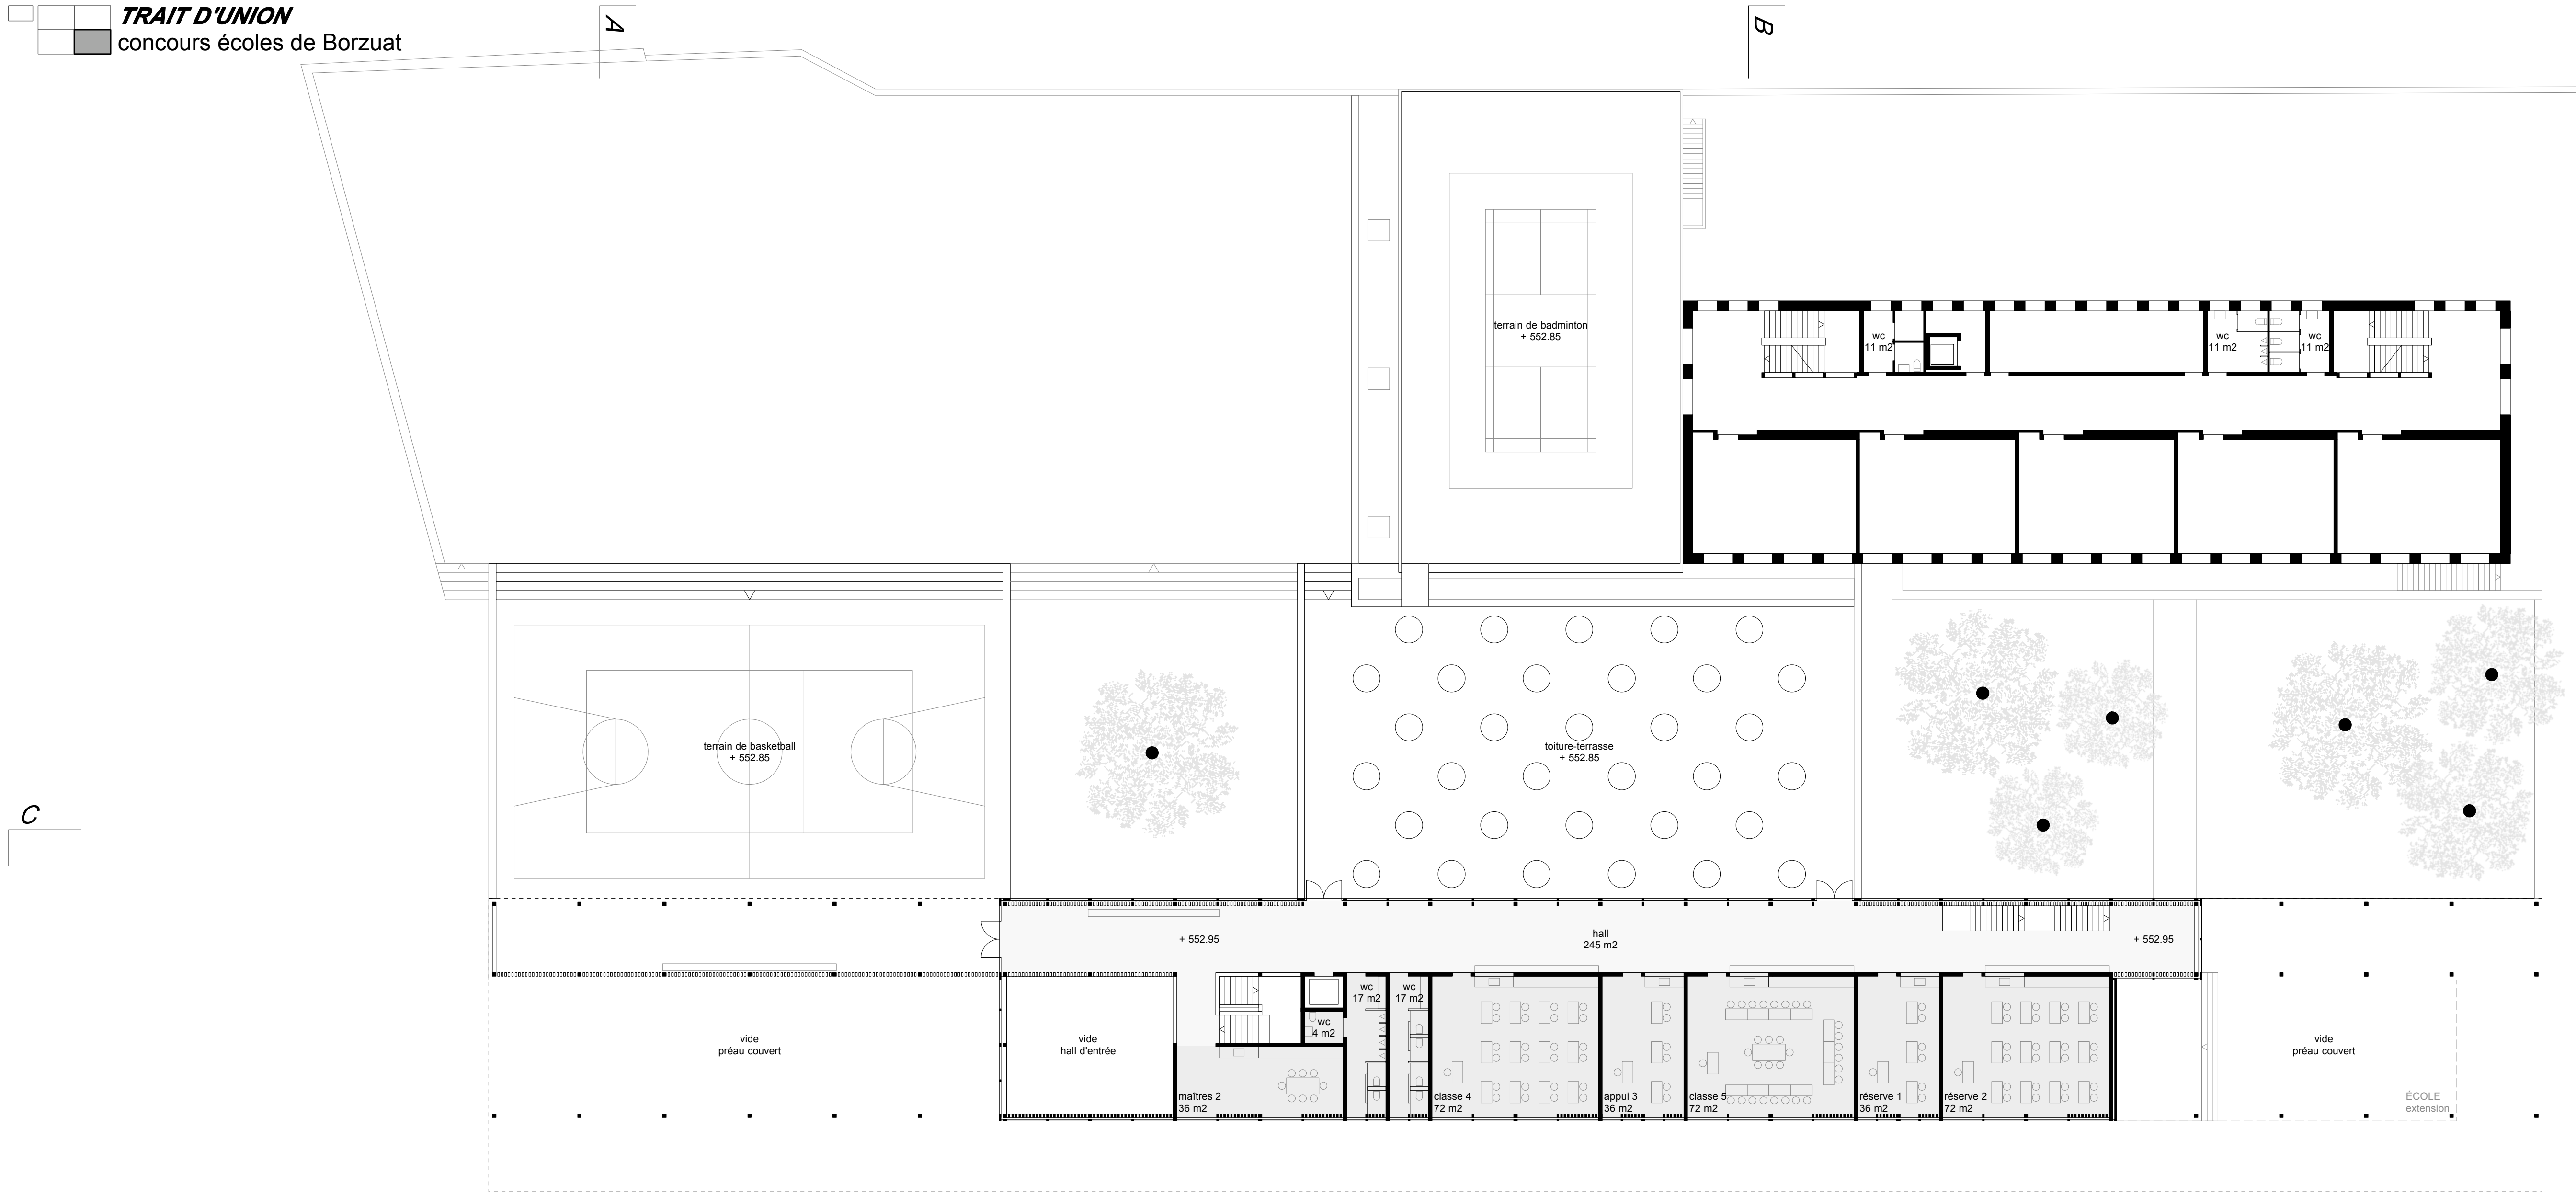 TRAIT D'UNION
concours écoles de Borzuat
A
B
terrain de badminton
+ 552.85
wc
11 m2
wc
11 m2
wc
11 m2
terrain de basketball
+ 552.85
toiture-terrasse
+ 552.85
C
+ 552.95
hall
245 m2
+ 552.95
vide
préau couvert
vide
hall d'entrée
wc
4 m2
wc
17 m2
wc
17 m2
maîtres 2
36 m2
classe 4
72 m2
appui 3
36 m2
classe 5
72 m2
réserve 1
36 m2
réserve 2
72 m2
vide
préau couvert
ÉCOLE
extension